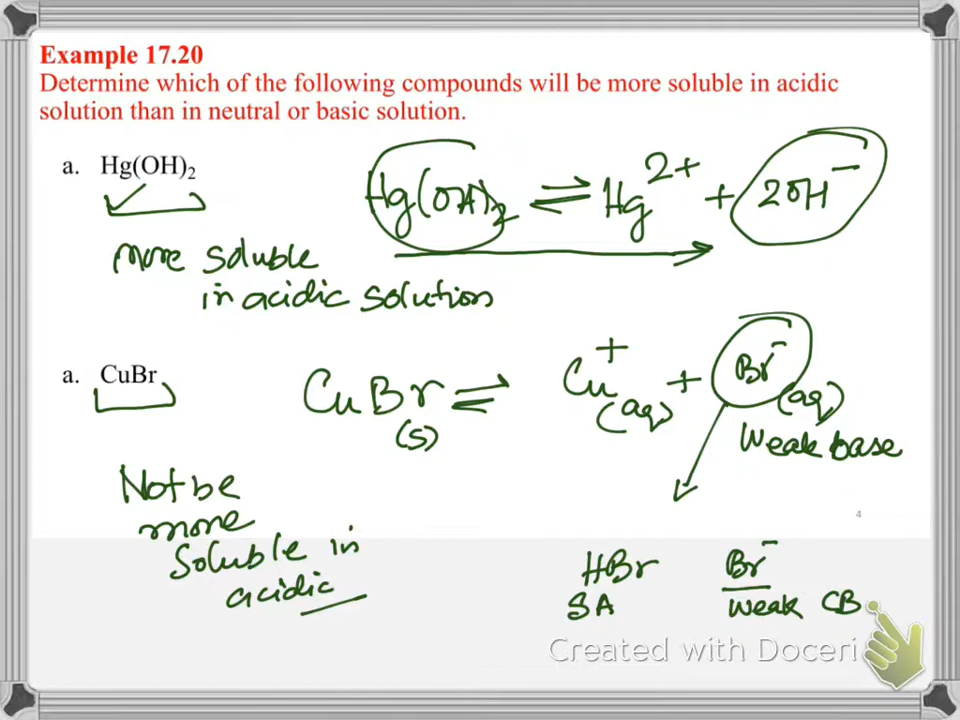 Example 17.20
Determine which of the following compounds will be more soluble in acidic
solution than in neutral or basic solution.
a. Hg(OH)₂
Hg(OH)₂ ⇌ Hg²⁺ + 2OH⁻
more soluble
in acidic solution
a. CuBr
CuBr(s) ⇌ Cu⁺(aq) + Br⁻(aq)
Weak base
Not be
more
soluble in
acidic
4
HBr Br⁻
SA weak CB
Created with Doceri